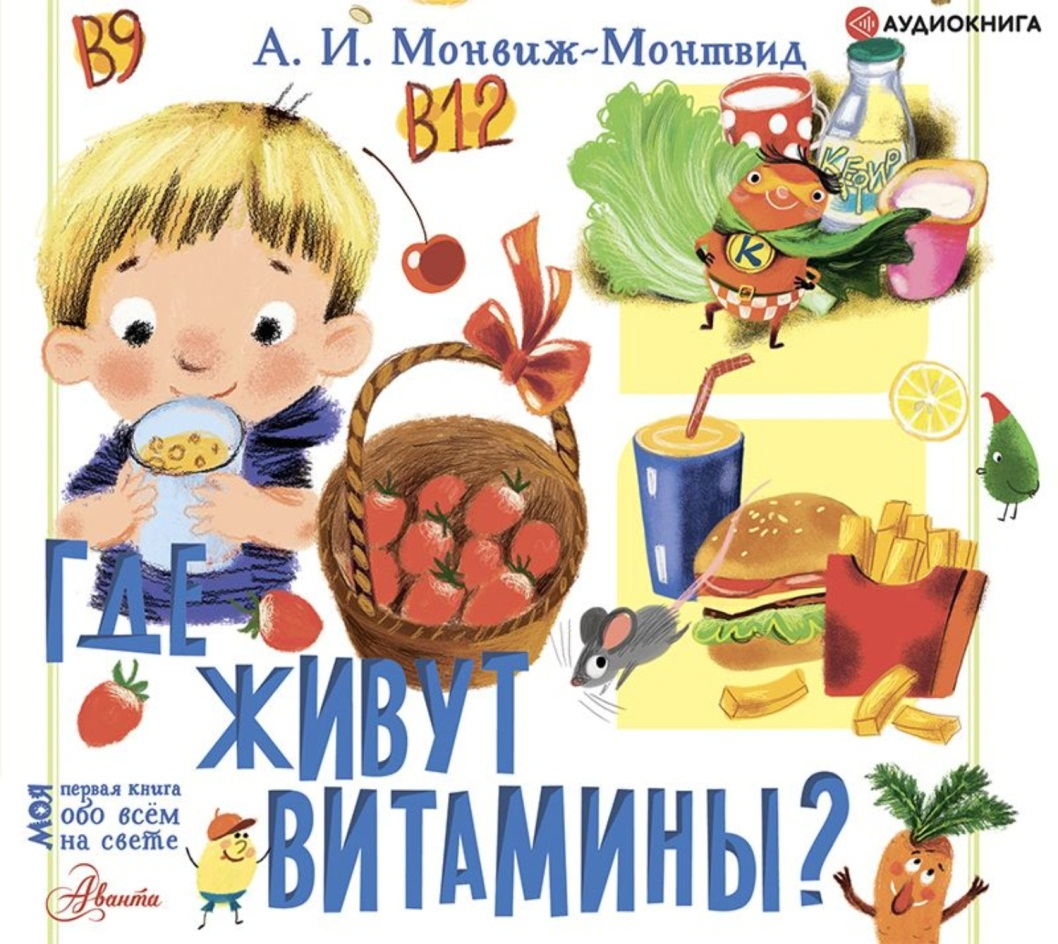 АУДИОКНИГА
А. И. Монвиж-Монтвид
B9
B12
КЕФИР
K
ГДЕ
ЖИВУТ
ВИТАМИНЫ?
МОЯ
первая книга
обо всём
на свете
Аванта